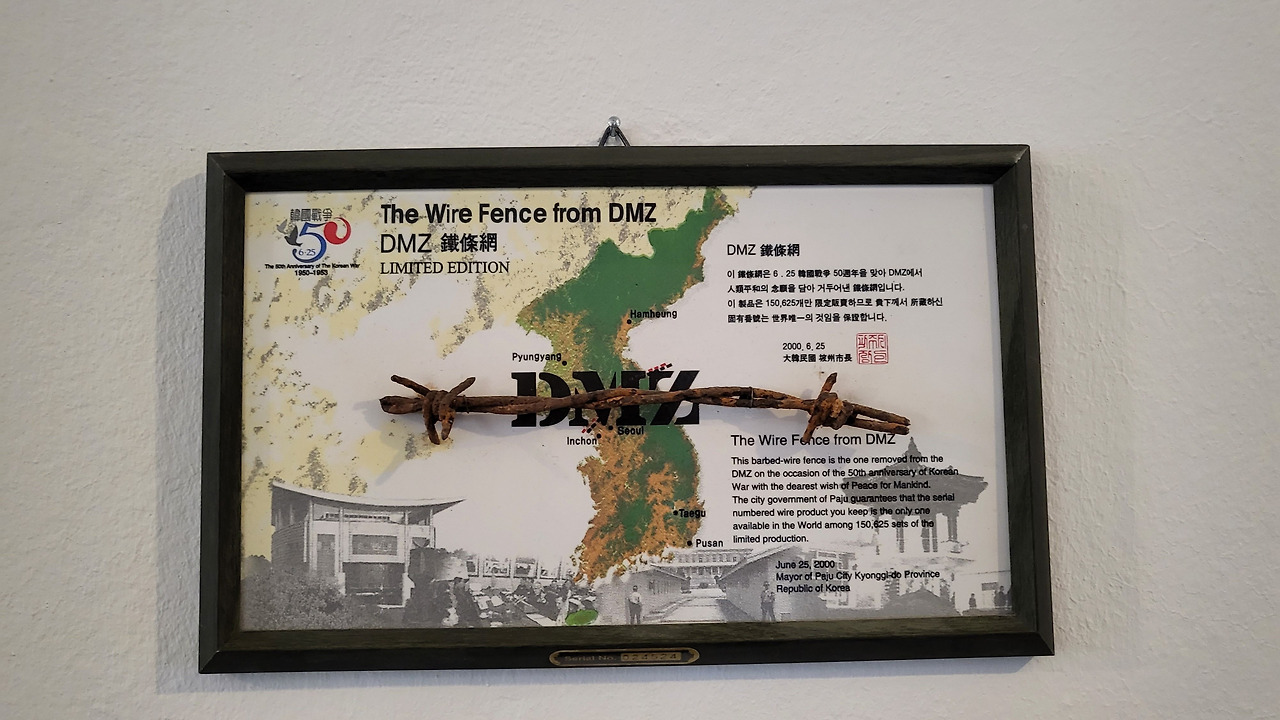 韓國戰爭
50
6·25
The 50th Anniversary of The Korean War
1950~1953
The Wire Fence from DMZ
DMZ 鐵條網
LIMITED EDITION
Hamheung
Pyungyang
DMZ
Seoul
Inchon
Taegu
Pusan
DMZ 鐵條網
이 鐵條網은 6 . 25 韓國戰爭 50週年을 맞아 DMZ에서
人類平和의 念願을 담아 거두어낸 鐵條網입니다.
이 製品은 150,625개만 限定販賣하므로 貴下께서 所藏하신
固有番號는 世界唯一의 것임을 保證합니다.
2000. 6. 25
大韓民國 坡州市長
The Wire Fence from DMZ
This barbed-wire fence is the one removed from the
DMZ on the occasion of the 50th anniversary of Korean
War with the dearest wish of Peace for Mankind.
The city government of Paju guarantees that the serial
numbered wire product you keep is the only one
available in the World among 150,625 sets of the
limited production.
June 25, 2000
Mayor of Paju City Kyonggi-do Province
Republic of Korea
Serial No.